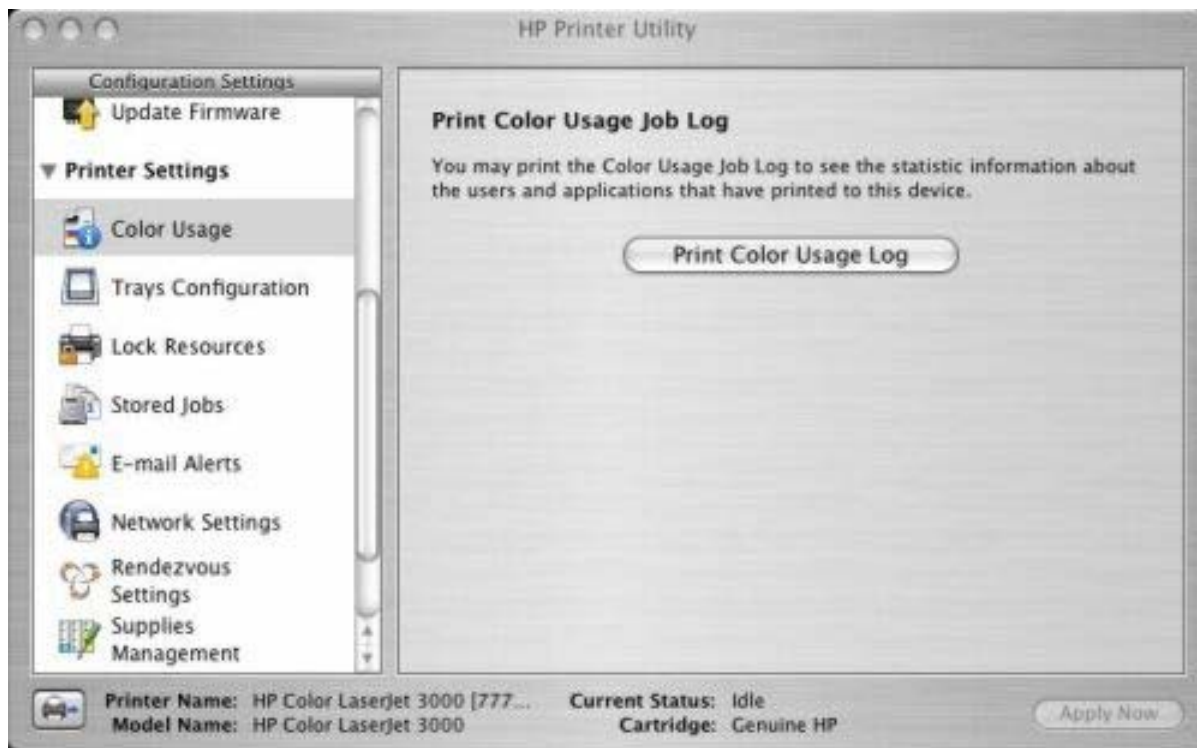 HP Printer Utility
Configuration Settings
Update Firmware
Printer Settings
Color Usage
Trays Configuration
Lock Resources
Stored Jobs
E-mail Alerts
Network Settings
Rendezvous
Settings
Supplies
Management
Print Color Usage Job Log
You may print the Color Usage Job Log to see the statistic information about
the users and applications that have printed to this device.
Print Color Usage Log
Printer Name: HP Color LaserJet 3000 [777...
Model Name: HP Color LaserJet 3000
Current Status: Idle
Cartridge: Genuine HP
Apply Now